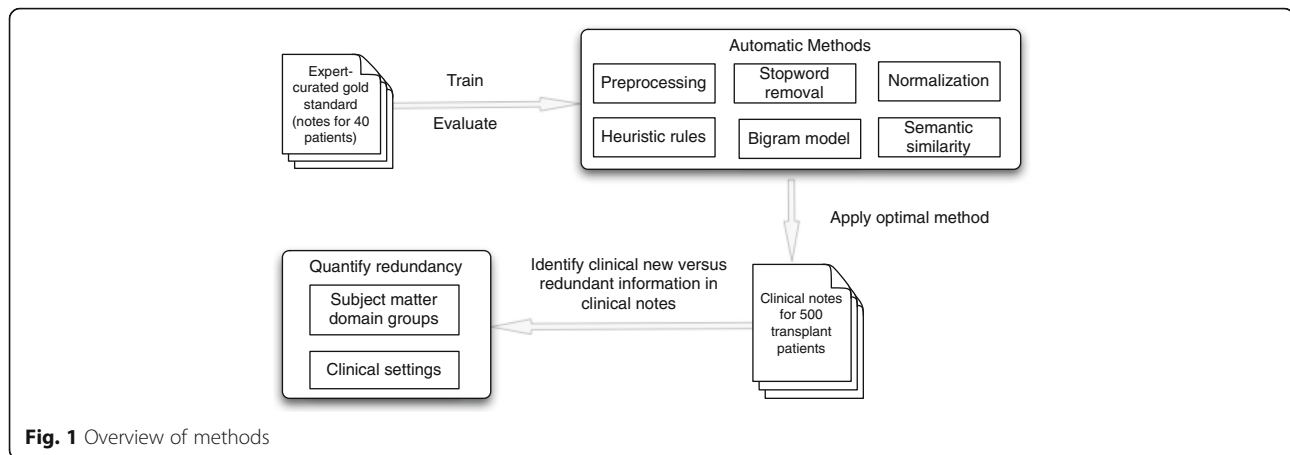 Expert-
curated gold
standard
(notes for 40
patients)
Train
Evaluate
Automatic Methods
Preprocessing
Stopword
removal
Normalization
Heuristic rules
Bigram model
Semantic
similarity
Apply optimal method
Quantify redundancy
Subject matter
domain groups
Clinical settings
Identify clinical new versus
redundant information in
clinical notes
Clinical notes
for 500
transplant
patients
Fig. 1 Overview of methods